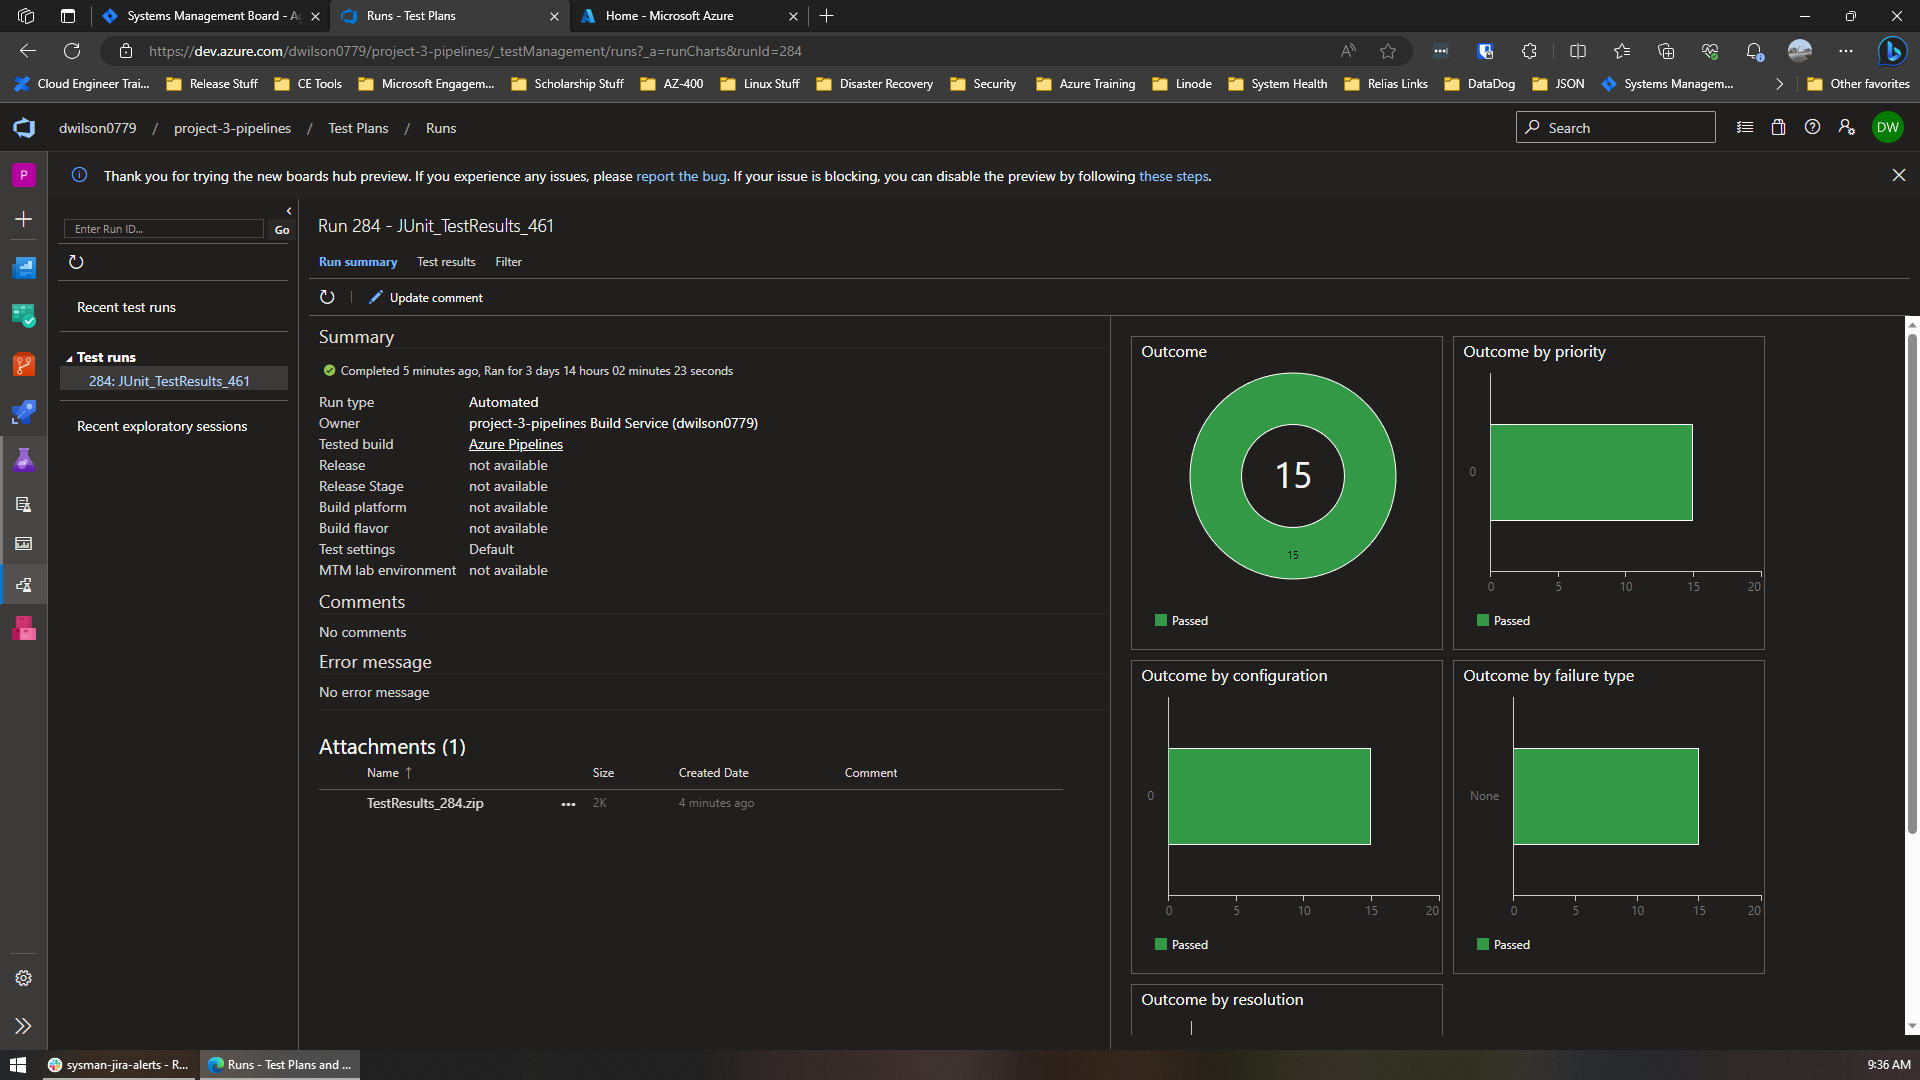 Systems Management Board - A
Runs - Test Plans
Home - Microsoft Azure
https://dev.azure.com/dwilson0779/project-3-pipelines/_testManagement/runs?_a=runCharts&runId=284
Cloud Engineer Trai...
Release Stuff
CE Tools
Microsoft Engagem...
Scholarship Stuff
AZ-400
Linux Stuff
Disaster Recovery
Security
Azure Training
Linode
System Health
Relias Links
DataDog
JSON
Systems Managem...
Other favorites
dwilson0779 / project-3-pipelines / Test Plans / Runs
Search
DW
P
Thank you for trying the new boards hub preview. If you experience any issues, please report the bug. If your issue is blocking, you can disable the preview by following these steps.
Enter Run ID...
Go
Recent test runs
Test runs
284: JUnit_TestResults_461
Recent exploratory sessions
Run 284 - JUnit_TestResults_461
Run summary
Test results
Filter
Update comment
Summary
Completed 5 minutes ago, Ran for 3 days 14 hours 02 minutes 23 seconds
Run type Automated
Owner project-3-pipelines Build Service (dwilson0779)
Tested build Azure Pipelines
Release not available
Release Stage not available
Build platform not available
Build flavor not available
Test settings Default
MTM lab environment not available
Comments
No comments
Error message
No error message
Attachments (1)
Name ↑ Size Created Date Comment
TestResults_284.zip ... 2K 4 minutes ago
Outcome
15
15
Passed
Outcome by priority
0
0 5 10 15 20
Passed
Outcome by configuration
0
0 5 10 15 20
Passed
Outcome by failure type
None
0 5 10 15 20
Passed
Outcome by resolution
sysman-jira-alerts - R...
Runs - Test Plans and ...
9:36 AM